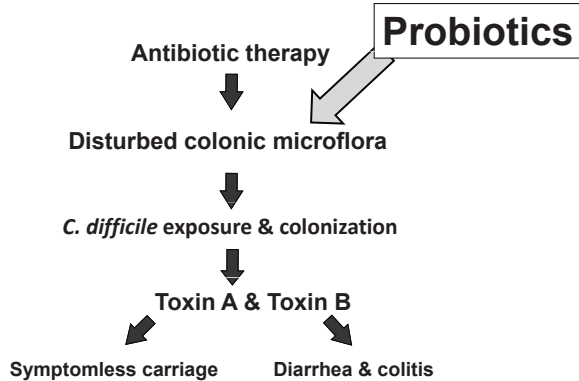 Probiotics
Antibiotic therapy
Disturbed colonic microflora
C. difficile exposure & colonization
Toxin A & Toxin B
Symptomless carriage
Diarrhea & colitis